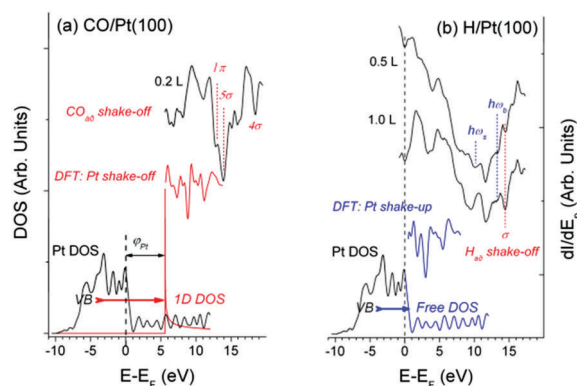 (a) CO/Pt(100)
DOS (Arb. Units)
0.2 L
1π
5σ
4σ
CO_ad shake-off
DFT: Pt shake-off
Pt DOS
φ_Pt
VB
1D DOS
-10 -5 0 5 10 15
E-E_F (eV)
(b) H/Pt(100)
0.5 L
1.0 L
hω_s
hω_b
σ
H_ad shake-off
DFT: Pt shake-up
Pt DOS
VB
Free DOS
-10 -5 0 5 10 15
E-E_F (eV)
dI/dE_p (Arb. Units)